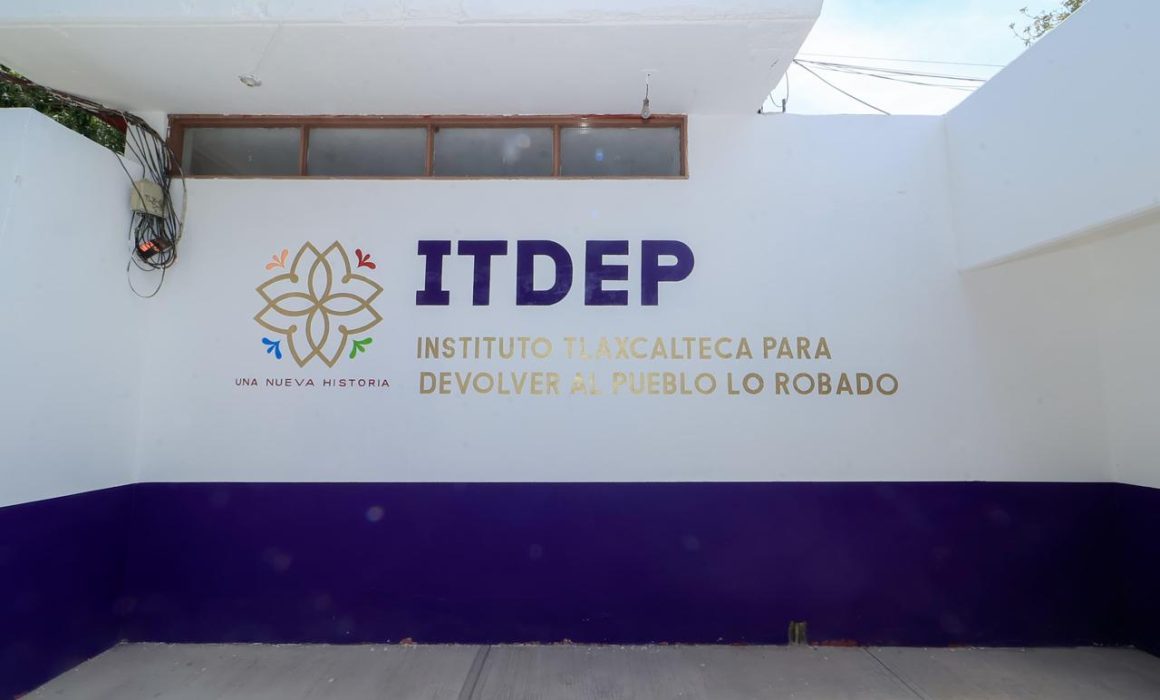 ITDEP
INSTITUTO TLAXCALTECA PARA
DEVOLVER AL PUEBLO LO ROBADO
UNA NUEVA HISTORIA